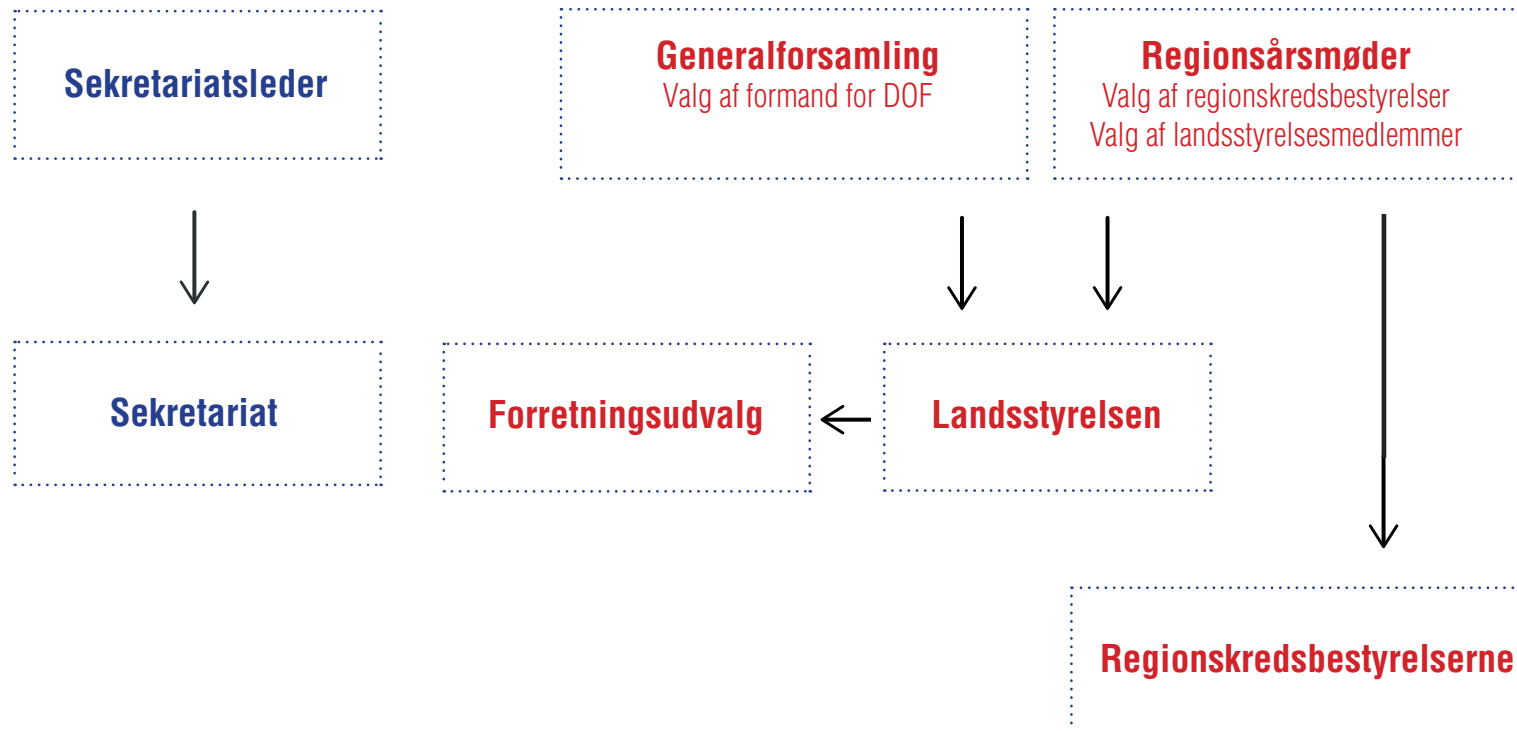 Sekretariatsleder
Generalforsamling
Valg af formand for DOF
Regionsårsmøder
Valg af regionskredsbestyrelser
Valg af landsstyrelsesmedlemmer
Sekretariat
Forretningsudvalg
Landsstyrelsen
Regionskredsbestyrelserne